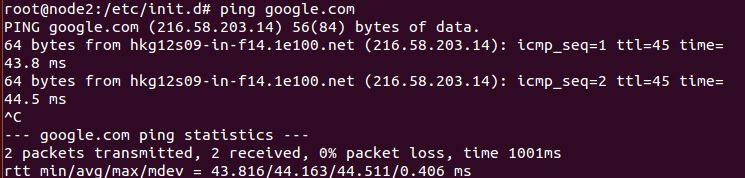 root@node2:/etc/init.d# ping google.com
PING google.com (216.58.203.14) 56(84) bytes of data.
64 bytes from hkg12s09-in-f14.1e100.net (216.58.203.14): icmp_seq=1 ttl=45 time=
43.8 ms
64 bytes from hkg12s09-in-f14.1e100.net (216.58.203.14): icmp_seq=2 ttl=45 time=
44.5 ms
^C
--- google.com ping statistics ---
2 packets transmitted, 2 received, 0% packet loss, time 1001ms
rtt min/avg/max/mdev = 43.816/44.163/44.511/0.406 ms